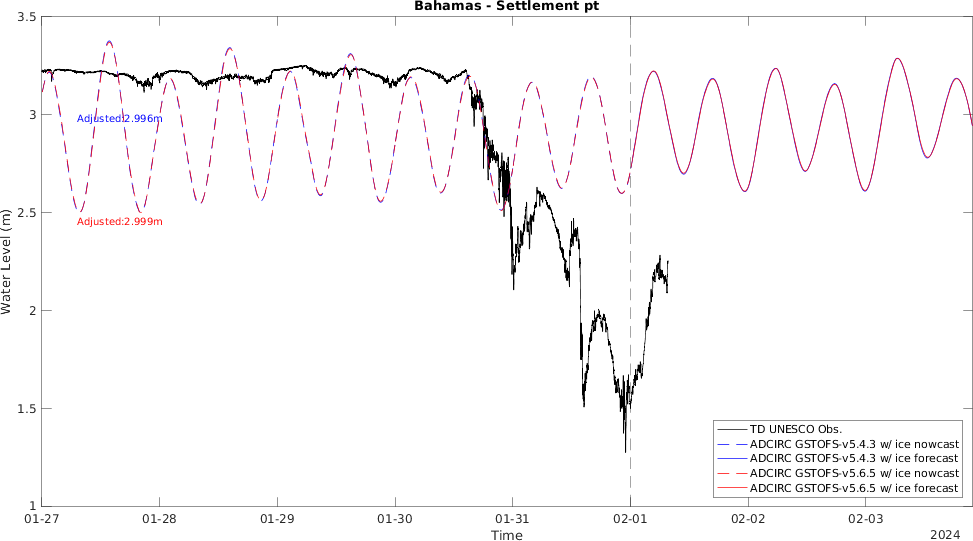 Bahamas - Settlement pt
3.5
3
2.5
2
1.5
1
Water Level (m)
Adjusted:2.996m
Adjusted:2.999m
TD UNESCO Obs.
ADCIRC GSTOFS-v5.4.3 w/ ice nowcast
ADCIRC GSTOFS-v5.4.3 w/ ice forecast
ADCIRC GSTOFS-v5.6.5 w/ ice nowcast
ADCIRC GSTOFS-v5.6.5 w/ ice forecast
01-27 01-28 01-29 01-30 01-31 02-01 02-02 02-03
Time
2024